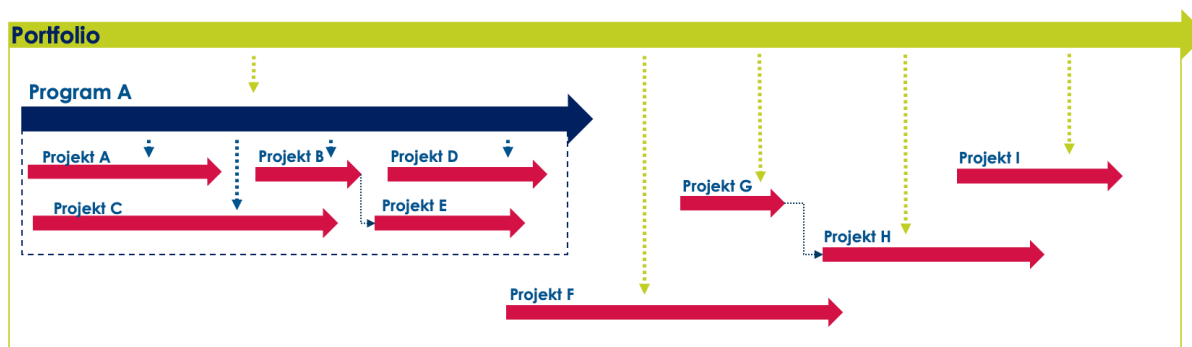 Portfolio
Program A
Projekt A
Projekt B
Projekt D
Projekt I
Projekt C
Projekt E
Projekt G
Projekt H
Projekt F